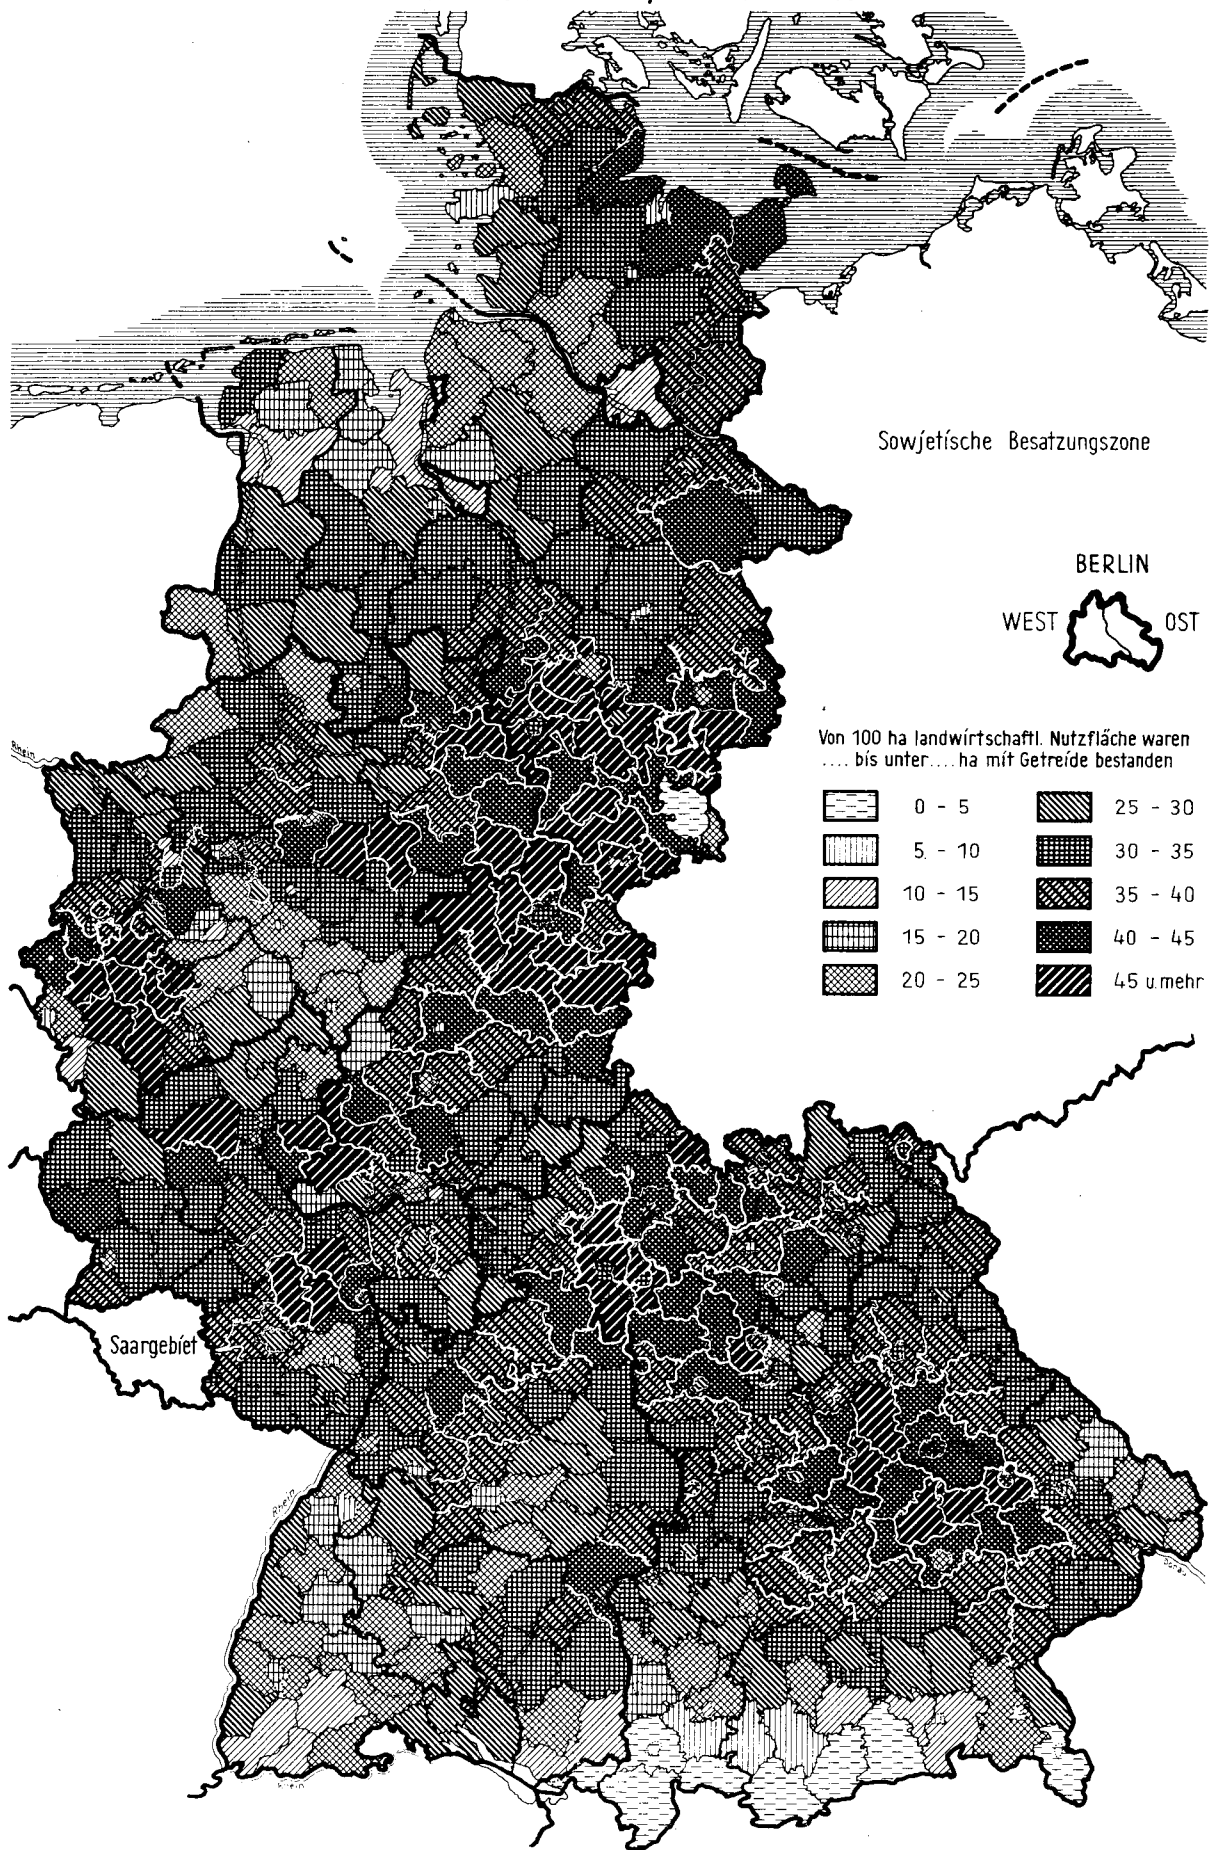 Sowjetische Besatzungszone
BERLIN
WEST
OST
Von 100 ha landwirtschaftl. Nutzfläche waren
.... bis unter .... ha mit Getreide bestanden
0 - 5
25 - 30
5 - 10
30 - 35
10 - 15
35 - 40
15 - 20
40 - 45
20 - 25
45 u. mehr
Rhein
Saargebiet
Rhein
Donau
Rhein